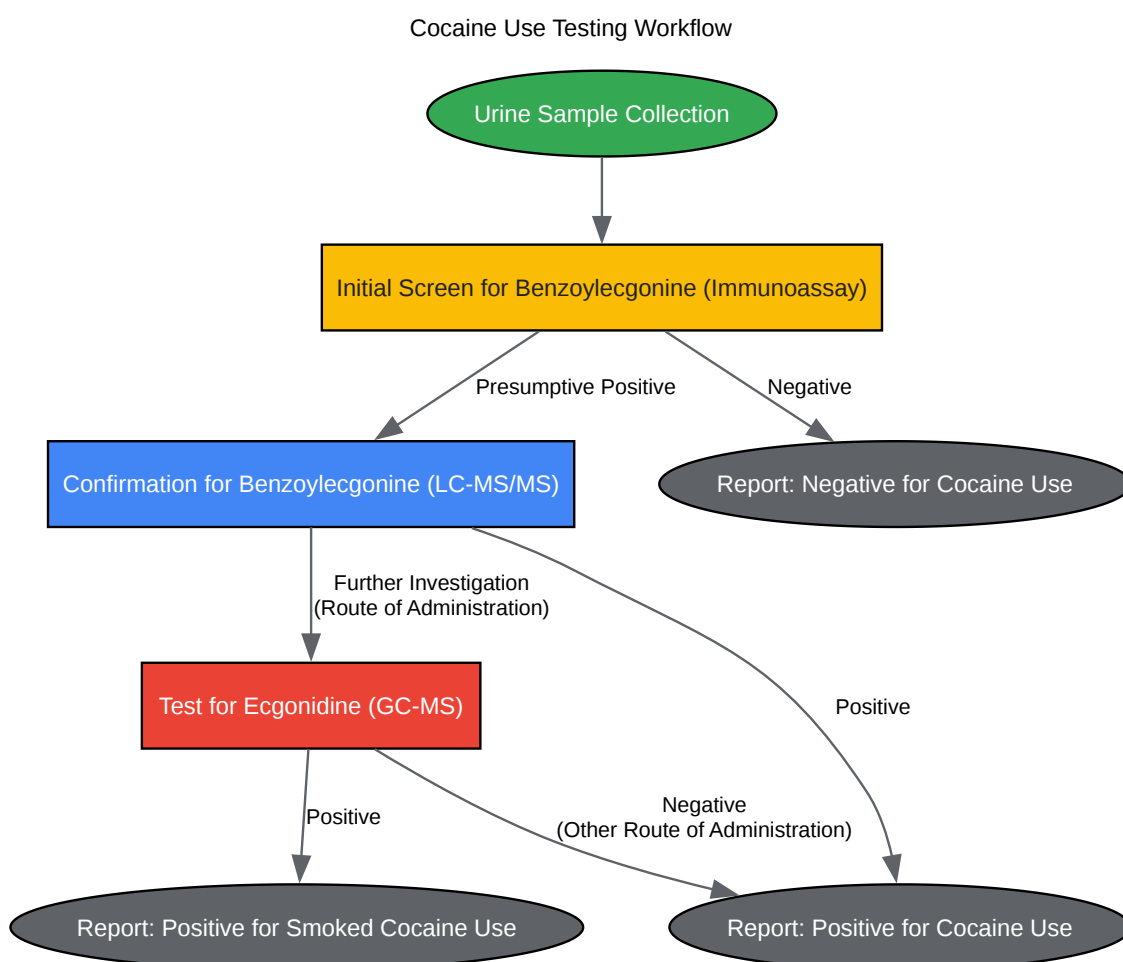 Cocaine Use Testing Workflow
Urine Sample Collection
Initial Screen for Benzoylecgonine (Immunoassay)
Presumptive Positive
Negative
Confirmation for Benzoylecgonine (LC-MS/MS)
Report: Negative for Cocaine Use
Further Investigation
(Route of Administration)
Test for Ecgonidine (GC-MS)
Positive
Positive
Negative
(Other Route of Administration)
Report: Positive for Smoked Cocaine Use
Report: Positive for Cocaine Use